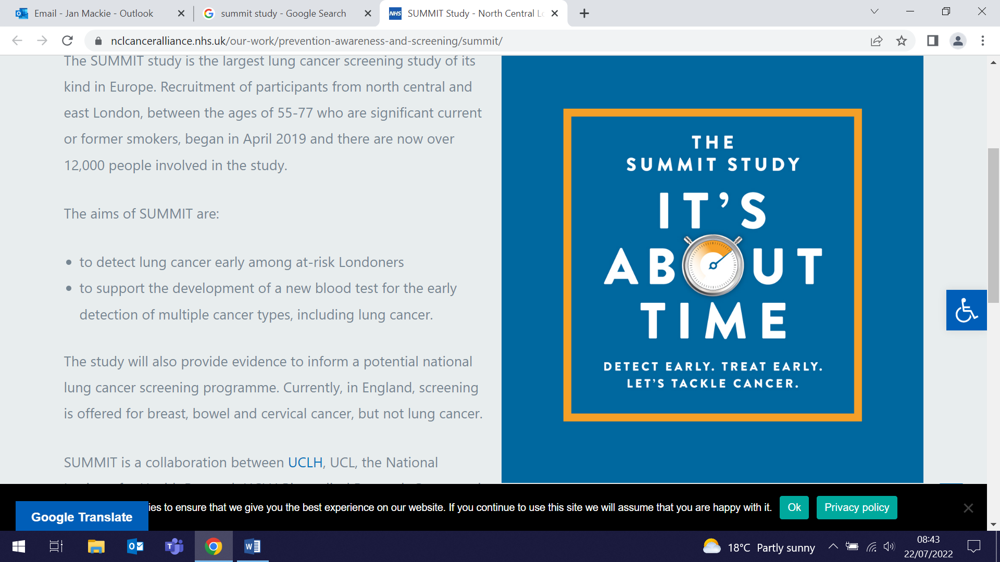 Email - Jan Mackie - Outlook
summit study - Google Search
NHS
SUMMIT Study - North Central Lo
nclcanceralliance.nhs.uk/our-work/prevention-awareness-and-screening/summit/
The SUMMIT study is the largest lung cancer screening study of its
kind in Europe. Recruitment of participants from north central and
east London, between the ages of 55-77 who are significant current
or former smokers, began in April 2019 and there are now over
12,000 people involved in the study.
The aims of SUMMIT are:
to detect lung cancer early among at-risk Londoners
to support the development of a new blood test for the early
detection of multiple cancer types, including lung cancer.
The study will also provide evidence to inform a potential national
lung cancer screening programme. Currently, in England, screening
is offered for breast, bowel and cervical cancer, but not lung cancer.
SUMMIT is a collaboration between UCLH, UCL, the National
THE
SUMMIT STUDY
IT'S
ABOUT
TIME
DETECT EARLY. TREAT EARLY.
LET'S TACKLE CANCER.
ies to ensure that we give you the best experience on our website. If you continue to use this site we will assume that you are happy with it.
Ok
Privacy policy
Google Translate
18°C Partly sunny
08:43
22/07/2022